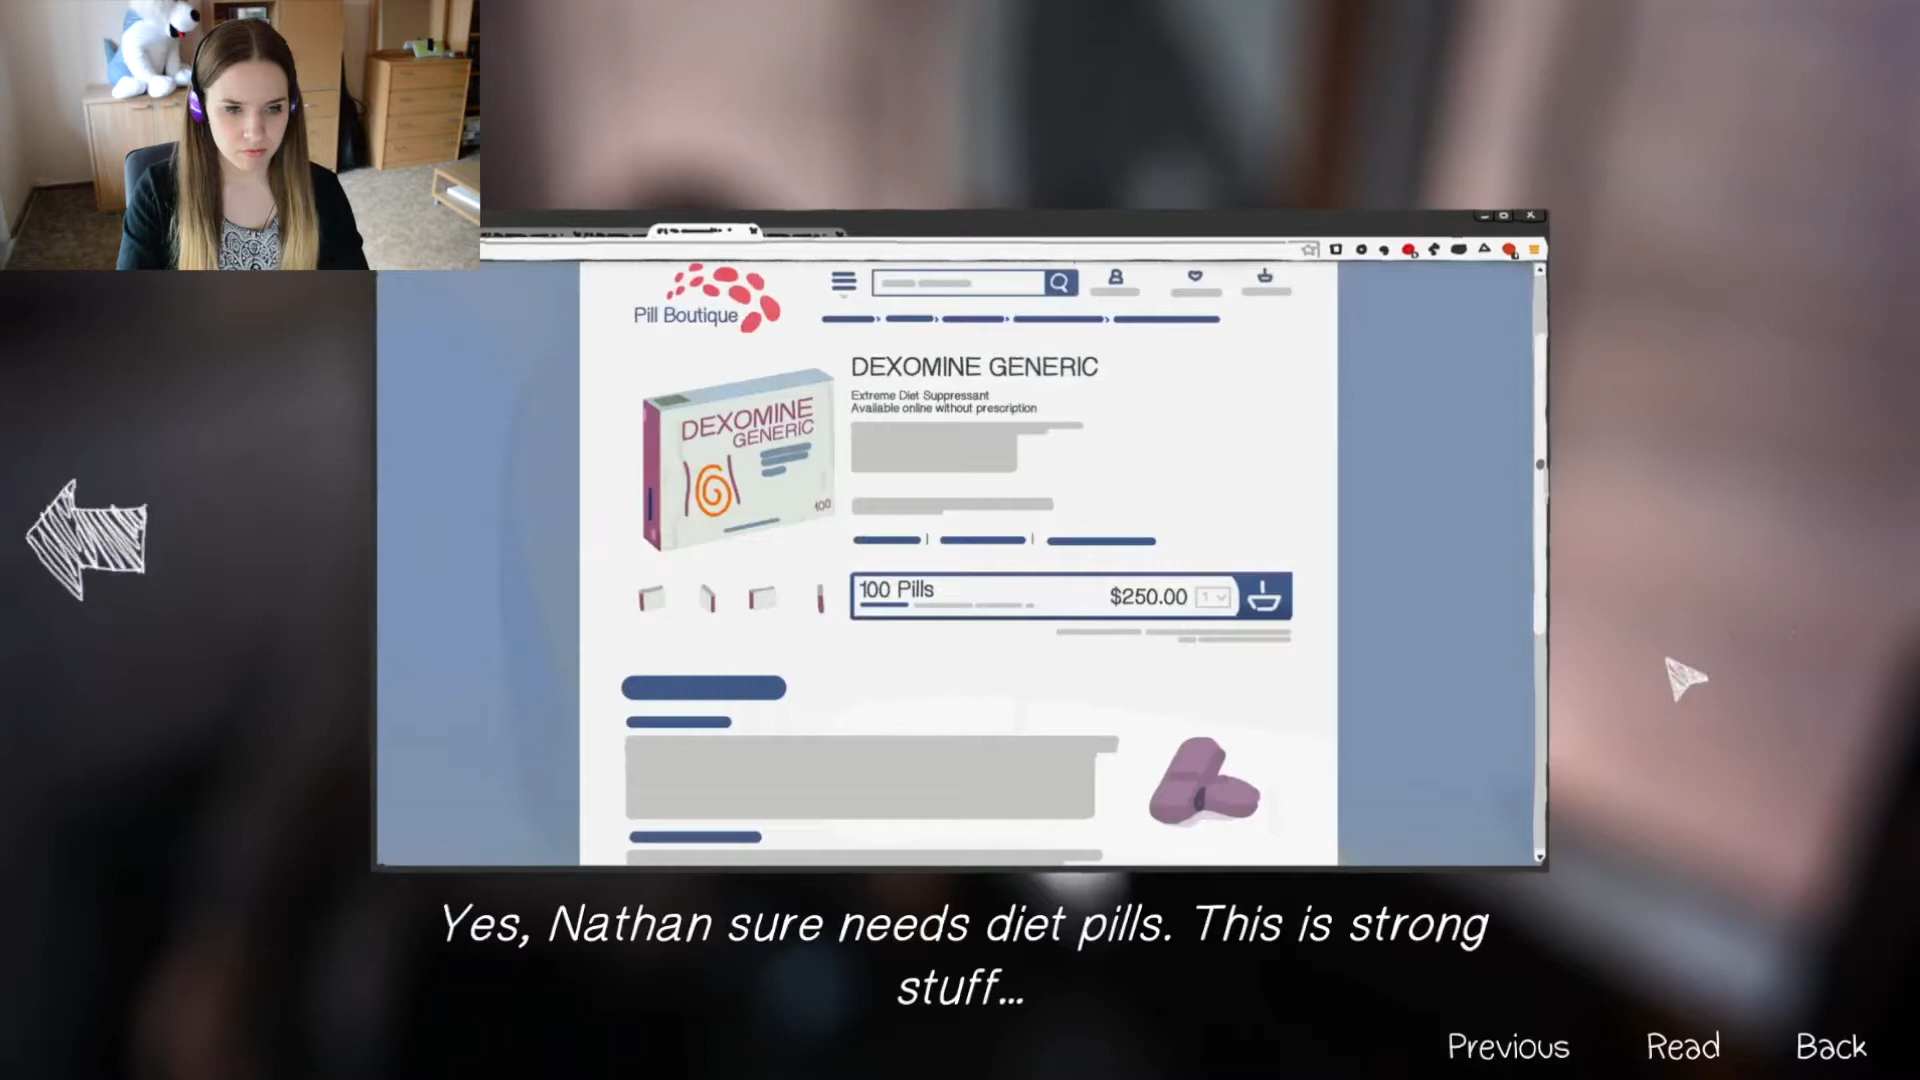 Pill Boutique
DEXOMINE GENERIC
Extreme Diet Suppressant
Available online without prescription
DEXOMINE
GENERIC
100
100 Pills
$250.00
1
Yes, Nathan sure needs diet pills. This is strong
stuff...
Previous
Read
Back